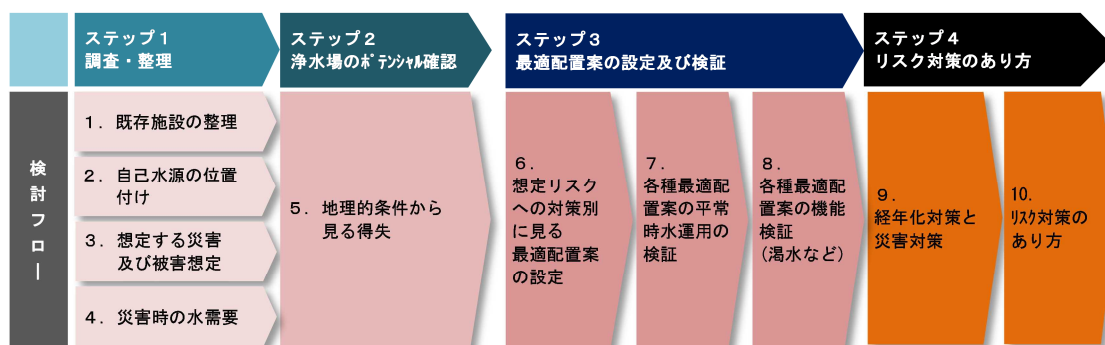 ステップ1
調査・整理
ステップ2
浄水場のポテンシャル確認
ステップ3
最適配置案の設定及び検証
ステップ4
リスク対策のあり方
検討フロー
1．既存施設の整理
2．自己水源の位置
付け
3．想定する災害
及び被害想定
4．災害時の水需要
5．地理的条件から
見る得失
6．
想定リスク
への対策別
に見る
最適配置案
の設定
7．
各種最適配
置案の平常
時水運用の
検証
8．
各種最適配
置案の機能
検証
（渇水など）
9．
経年化対策と
災害対策
10．
リスク対策の
あり方